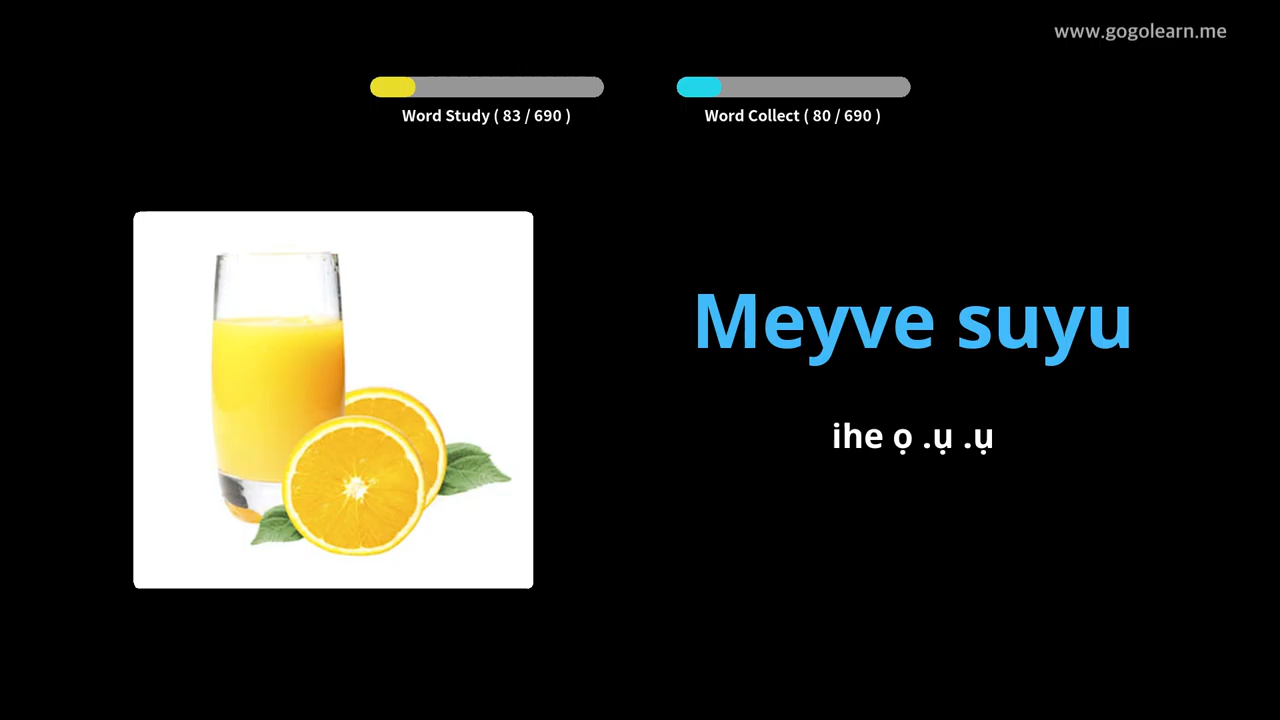 www.gogolearn.me
Word Study ( 83 / 690 )
Word Collect ( 80 / 690 )
Meyve suyu
ihe ọ .ụ .ụ